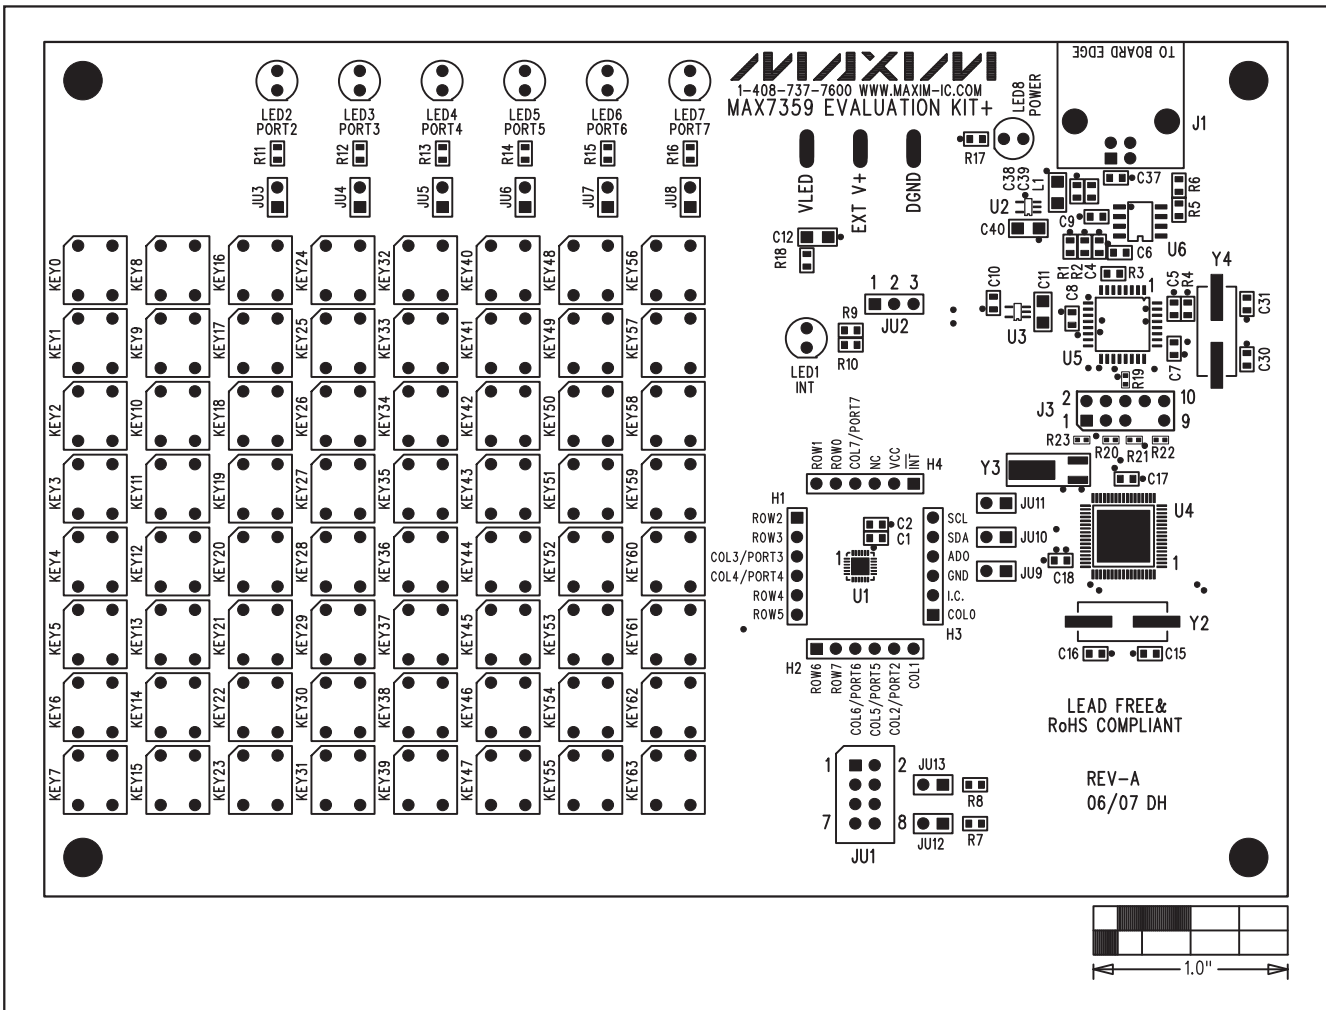 MAXIM
1-408-737-7600 WWW.MAXIM-IC.COM
MAX7359 EVALUATION KIT+
TO BOARD EDGE
J1
LED8
POWER
LED2
PORT2
LED3
PORT3
LED4
PORT4
LED5
PORT5
LED6
PORT6
LED7
PORT7
R11
R12
R13
R14
R15
R16
JU3
JU4
JU5
JU6
JU7
JU8
VLED
EXT V+
DGND
R17
C38
C39
L1
C37
R6
R5
U2
C9
C40
U6
C12
R18
R1
R2
C4
C6
Y4
KEY0
KEY8
KEY16
KEY24
KEY32
KEY40
KEY48
KEY56
1 2 3
JU2
C10
C11
C8
R3
1
C5
R4
C31
U3
U5
C7
C30
R19
R9
R10
LED1
INT
KEY1
KEY9
KEY17
KEY25
KEY33
KEY41
KEY49
KEY57
KEY2
KEY10
KEY18
KEY26
KEY34
KEY42
KEY50
KEY58
J3
2
10
1
9
R23
R20
R21
R22
ROW1
ROW0
COL7/PORT7
NC
VCC
INT
H4
Y3
C17
KEY3
KEY11
KEY19
KEY27
KEY35
KEY43
KEY51
KEY59
H1
ROW2
ROW3
COL3/PORT3
COL4/PORT4
ROW4
ROW5
C2
C1
1
U1
SCL
SDA
ADO
GND
I.C.
COL0
H3
JU11
JU10
JU9
U4
1
C18
KEY4
KEY12
KEY20
KEY28
KEY36
KEY44
KEY52
KEY60
KEY5
KEY13
KEY21
KEY29
KEY37
KEY45
KEY53
KEY61
Y2
C16
C15
H2
ROW6
ROW7
COL6/PORT6
COL5/PORT5
COL2/PORT2
COL1
KEY6
KEY14
KEY22
KEY30
KEY38
KEY46
KEY54
KEY62
LEAD FREE&
RoHS COMPLIANT
KEY7
KEY15
KEY23
KEY31
KEY39
KEY47
KEY55
KEY63
1
2
7
8
JU1
JU13
R8
JU12
R7
REV-A
06/07 DH
1.0"